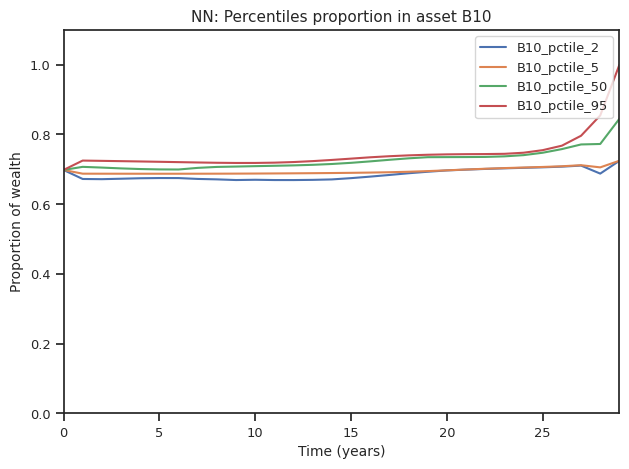 NN: Percentiles proportion in asset B10
B10_pctile_2
B10_pctile_5
B10_pctile_50
B10_pctile_95
Proportion of wealth
1.0
0.8
0.6
0.4
0.2
0.0
0 5 10 15 20 25
Time (years)